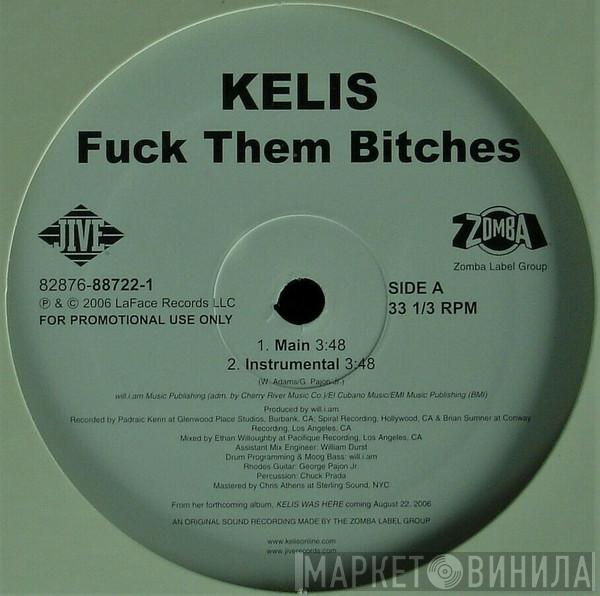 KELIS
Fuck Them Bitches
JIVE
ZOMBA
Zomba Label Group
82876-88722-1
℗ & © 2006 LaFace Records LLC
FOR PROMOTIONAL USE ONLY
SIDE A
33 1/3 RPM
1. Main 3:48
2. Instrumental 3:48
(W. Adams/G. Pajon Jr.)
will.i.am Music Publishing (adm. by Cherry River Music Co.)/El Cubano Music/EMI Music Publishing (BMI)
Produced by will.i.am
Recorded by Padraic Kerin at Glenwood Place Studios, Burbank, CA; Spiral Recording, Hollywood, CA & Brian Sumner at Conway
Recording, Los Angeles, CA
Mixed by Ethan Willoughby at Pacifique Recording, Los Angeles, CA
Assistant Mix Engineer: William Durst
Drum Programming & Moog Bass: will.i.am
Rhodes Guitar: George Pajon Jr.
Percussion: Chuck Prada
Mastered by Chris Athens at Sterling Sound, NYC
From her forthcoming album, KELIS WAS HERE coming August 22, 2006
AN ORIGINAL SOUND RECORDING MADE BY THE ZOMBA LABEL GROUP
www.kelisonline.com
www.jiverecords.com
МАРКЕТ ВИНИЛА